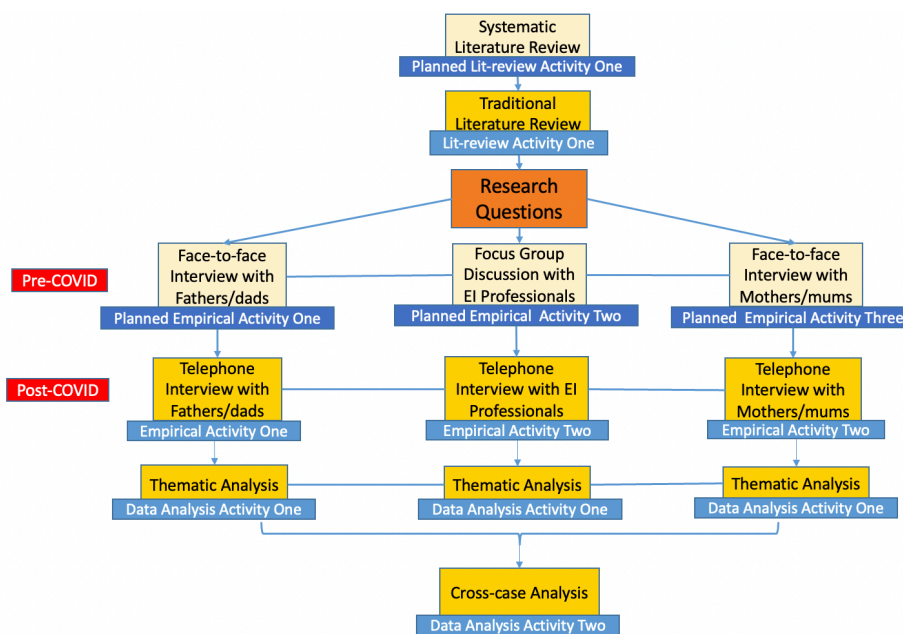 Systematic
Literature Review
Planned Lit-review Activity One
Traditional
Literature Review
Lit-review Activity One
Research
Questions
Pre-COVID
Face-to-face
Interview with
Fathers/dads
Planned Empirical Activity One
Focus Group
Discussion with
EI Professionals
Planned Empirical Activity Two
Face-to-face
Interview with
Mothers/mums
Planned Empirical Activity Three
Post-COVID
Telephone
Interview with
Fathers/dads
Empirical Activity One
Telephone
Interview with EI
Professionals
Empirical Activity Two
Telephone
Interview with
Mothers/mums
Empirical Activity Two
Thematic Analysis
Data Analysis Activity One
Thematic Analysis
Data Analysis Activity One
Thematic Analysis
Data Analysis Activity One
Cross-case Analysis
Data Analysis Activity Two